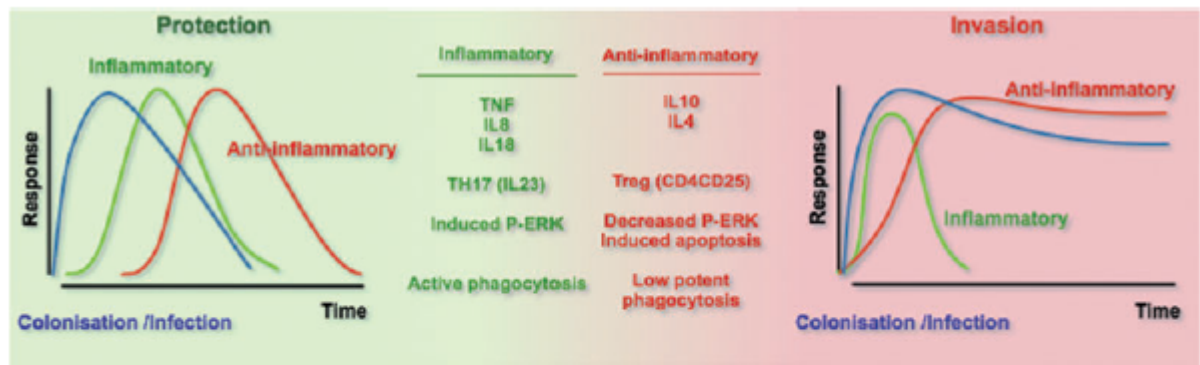 Protection
Inflammatory
Anti-inflammatory
Response
Time
Colonisation /Infection
Inflammatory
TNF
IL8
IL18
TH17 (IL23)
Induced P-ERK
Active phagocytosis
Anti-inflammatory
IL10
IL4
Treg (CD4CD25)
Decreased P-ERK
Induced apoptosis
Low potent
phagocytosis
Invasion
Anti-inflammatory
Inflammatory
Response
Time
Colonisation /Infection